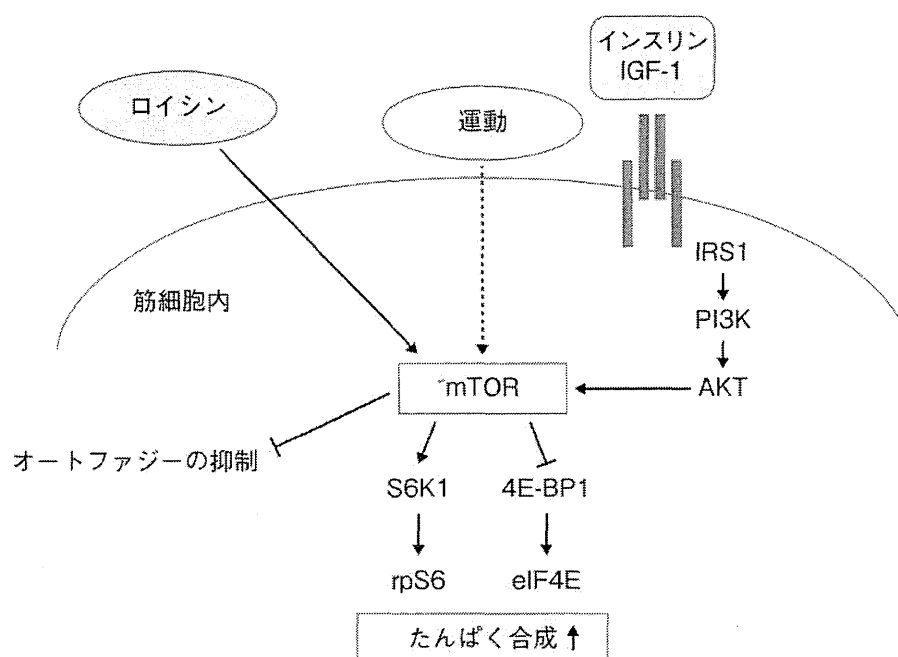 インスリン
IGF-1
ロイシン
運動
IRS1
筋細胞内
PI3K
mTOR
AKT
オートファジーの抑制
S6K1
4E-BP1
rpS6
eIF4E
たんぱく合成↑